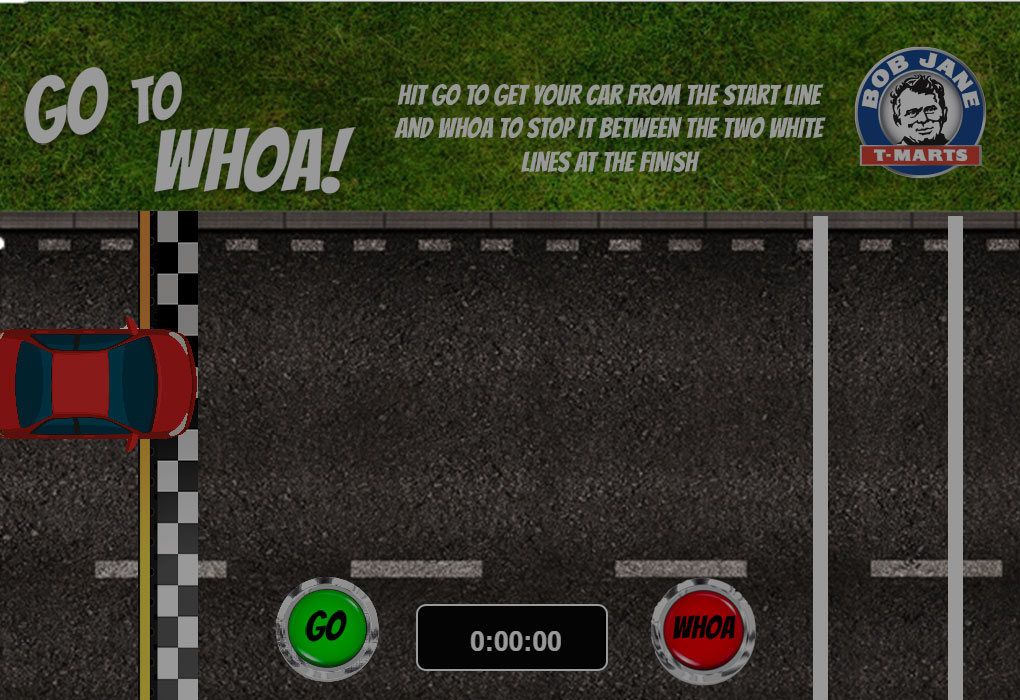 GO TO
WHOA!
HIT GO TO GET YOUR CAR FROM THE START LINE
AND WHOA TO STOP IT BETWEEN THE TWO WHITE
LINES AT THE FINISH
BOB JANE
T-MARTS
GO
0:00:00
WHOA